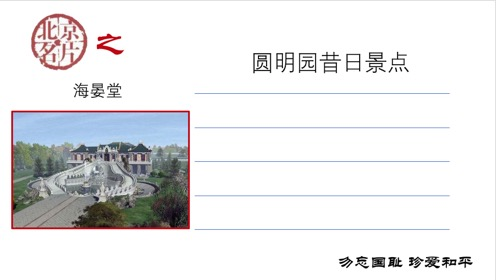 北京名片
之
圆明园昔日景点
海晏堂
勿忘国耻 珍爱和平